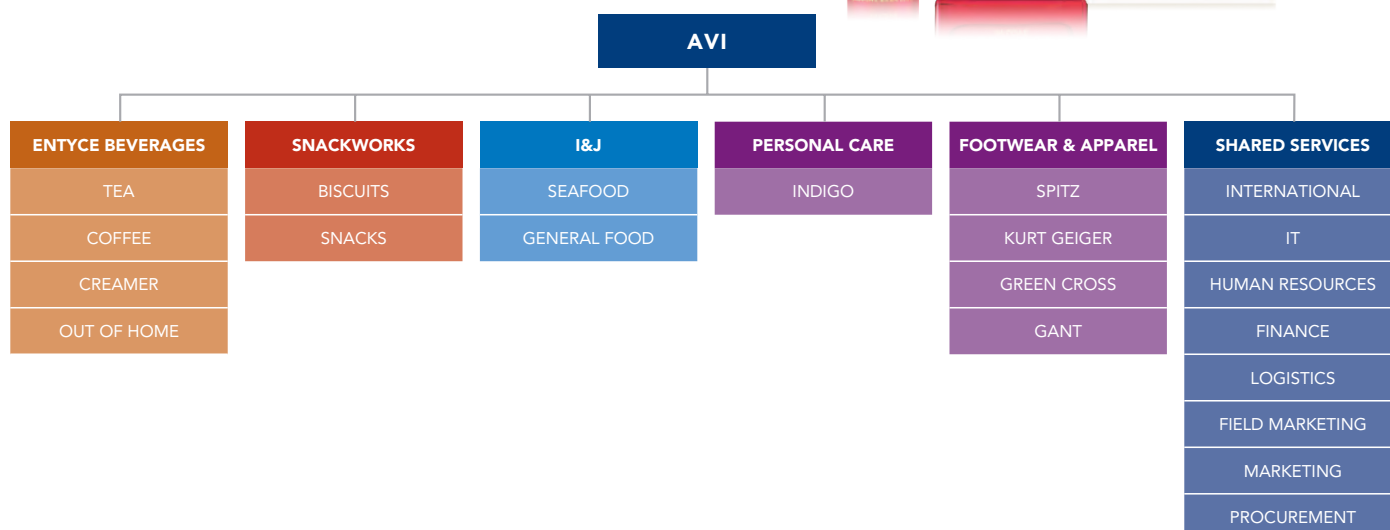 AVI
ENTYCE BEVERAGES
TEA
COFFEE
CREAMER
OUT OF HOME
SNACKWORKS
BISCUITS
SNACKS
I&J
SEAFOOD
GENERAL FOOD
PERSONAL CARE
INDIGO
FOOTWEAR & APPAREL
SPITZ
KURT GEIGER
GREEN CROSS
GANT
SHARED SERVICES
INTERNATIONAL
IT
HUMAN RESOURCES
FINANCE
LOGISTICS
FIELD MARKETING
MARKETING
PROCUREMENT